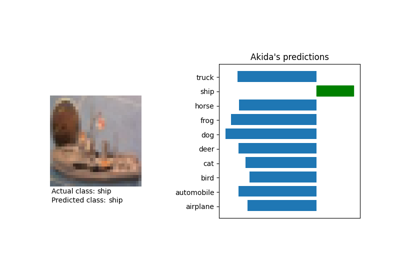 Akida's predictions
truck
ship
horse
frog
dog
deer
cat
bird
automobile
airplane
Actual class: ship
Predicted class: ship